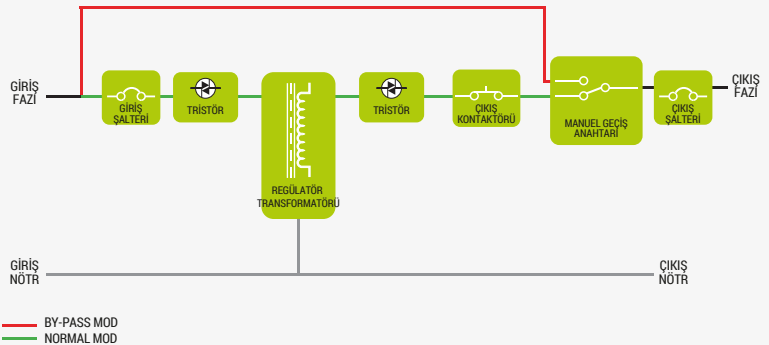 GİRİŞ
FAZI
GİRİŞ
ŞALTERİ
TRİSTÖR
REGÜLATÖR
TRANSFORMATÖRÜ
TRİSTÖR
ÇIKIŞ
KONTAKTÖRÜ
MANUEL GEÇİŞ
ANAHTARI
ÇIKIŞ
ŞALTERİ
ÇIKIŞ
FAZI
GİRİŞ
NÖTR
ÇIKIŞ
NÖTR
BY-PASS MOD
NORMAL MOD